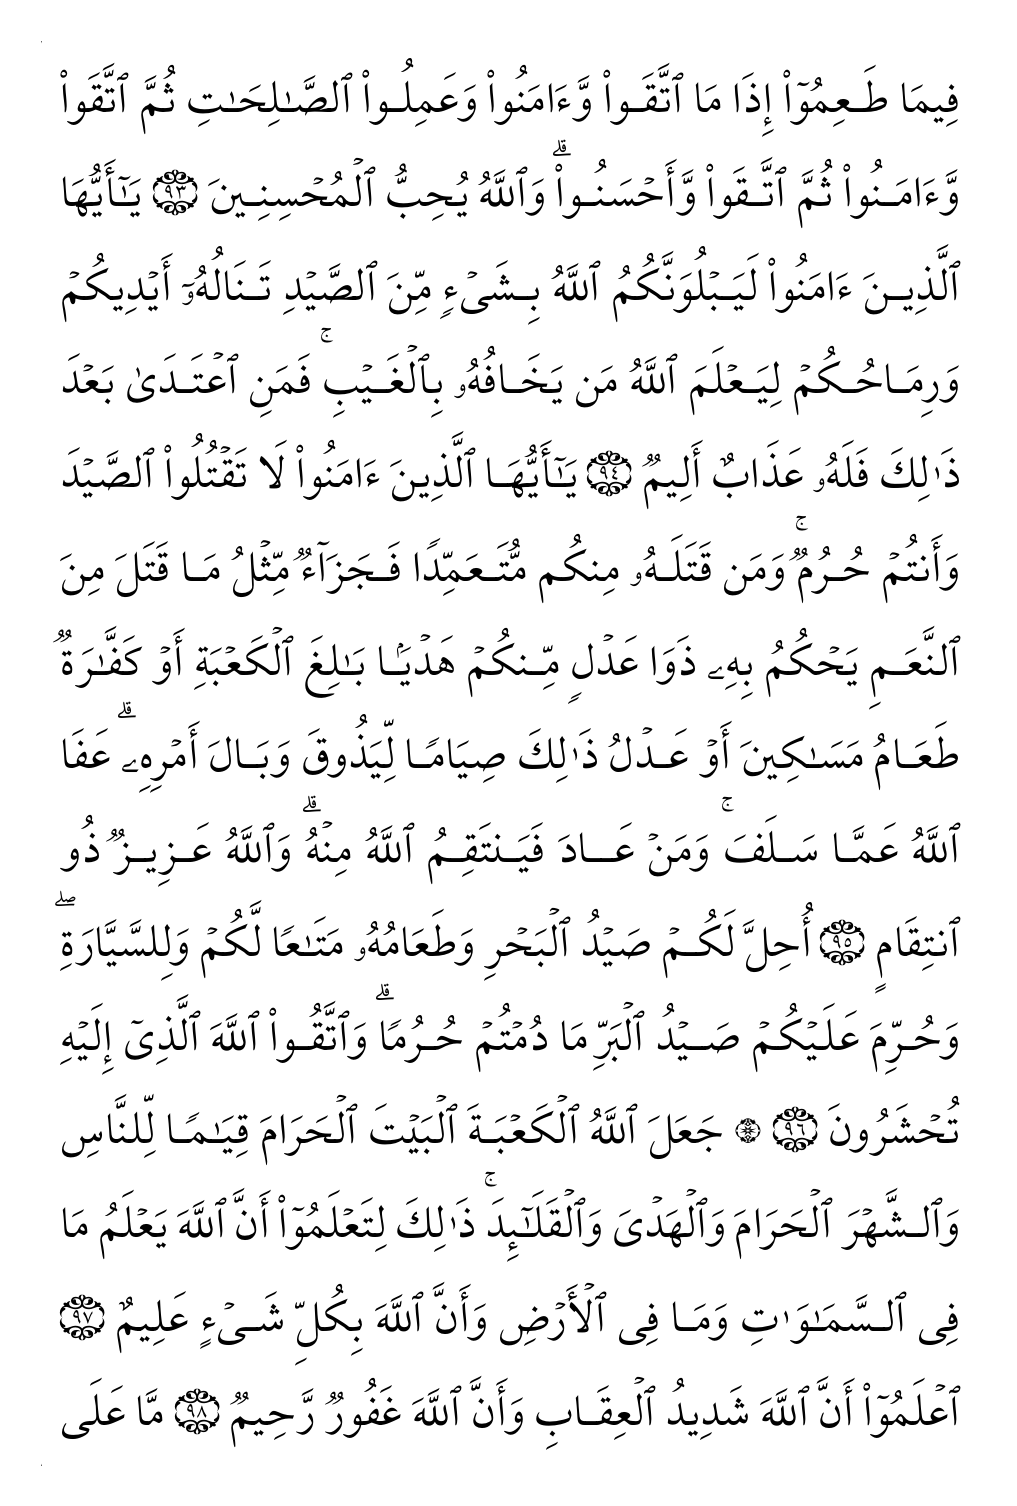 فِيمَا طَعِمُوٓاْ إِذَا مَا ٱتَّقَواْ وَّءَامَنُواْ وَعَمِلُواْ ٱلصَّـٰلِحَـٰتِ ثُمَّ ٱتَّقَواْ
وَّءَامَنُواْ ثُمَّ ٱتَّقَواْ وَّأَحۡسَنُواْۗ وَٱللَّهُ يُحِبُّ ٱلۡمُحۡسِنِينَ ٩٣ يَـٰٓأَيُّهَا
ٱلَّذِينَ ءَامَنُواْ لَيَبۡلُوَنَّكُمُ ٱللَّهُ بِشَىۡءٍ مِّنَ ٱلصَّيۡدِ تَنَالُهُۥٓ أَيۡدِيكُمۡ
وَرِمَاحُكُمۡ لِيَعۡلَمَ ٱللَّهُ مَن يَخَافُهُۥ بِٱلۡغَيۡبِۚ فَمَنِ ٱعۡتَدَىٰ بَعۡدَ
ذَٰلِكَ فَلَهُۥ عَذَابٌ أَلِيمٌ ٩٤ يَـٰٓأَيُّهَا ٱلَّذِينَ ءَامَنُواْ لَا تَقۡتُلُواْ ٱلصَّيۡدَ
وَأَنتُمۡ حُرُمٌۚ وَمَن قَتَلَهُۥ مِنكُم مُّتَعَمِّدًا فَجَزَآءٌ مِّثۡلُ مَا قَتَلَ مِنَ
ٱلنَّعَمِ يَحۡكُمُ بِهِۦ ذَوَا عَدۡلٍ مِّنكُمۡ هَدۡيَۢا بَـٰلِغَ ٱلۡكَعۡبَةِ أَوۡ كَفَّـٰرَةٌ
طَعَامُ مَسَـٰكِينَ أَوۡ عَدۡلُ ذَٰلِكَ صِيَامًا لِّيَذُوقَ وَبَالَ أَمۡرِهِۦۗ عَفَا
ٱللَّهُ عَمَّا سَلَفَۚ وَمَنۡ عَادَ فَيَنتَقِمُ ٱللَّهُ مِنۡهُۗ وَٱللَّهُ عَزِيزٌ ذُو
ٱنتِقَامٍ ٩٥ أُحِلَّ لَكُمۡ صَيۡدُ ٱلۡبَحۡرِ وَطَعَامُهُۥ مَتَـٰعًا لَّكُمۡ وَلِلسَّيَّارَةِۖ
وَحُرِّمَ عَلَيۡكُمۡ صَيۡدُ ٱلۡبَرِّ مَا دُمۡتُمۡ حُرُمًاۗ وَٱتَّقُواْ ٱللَّهَ ٱلَّذِىٓ إِلَيۡهِ
تُحۡشَرُونَ ٩٦ ۞ جَعَلَ ٱللَّهُ ٱلۡكَعۡبَةَ ٱلۡبَيۡتَ ٱلۡحَرَامَ قِيَـٰمًا لِّلنَّاسِ
وَٱلشَّهۡرَ ٱلۡحَرَامَ وَٱلۡهَدۡىَ وَٱلۡقَلَـٰٓئِدَۚ ذَٰلِكَ لِتَعۡلَمُوٓاْ أَنَّ ٱللَّهَ يَعۡلَمُ مَا
فِى ٱلسَّمَـٰوَٰتِ وَمَا فِى ٱلۡأَرۡضِ وَأَنَّ ٱللَّهَ بِكُلِّ شَىۡءٍ عَلِيمٌ ٩٧
ٱعۡلَمُوٓاْ أَنَّ ٱللَّهَ شَدِيدُ ٱلۡعِقَابِ وَأَنَّ ٱللَّهَ غَفُورٌ رَّحِيمٌ ٩٨ مَّا عَلَى